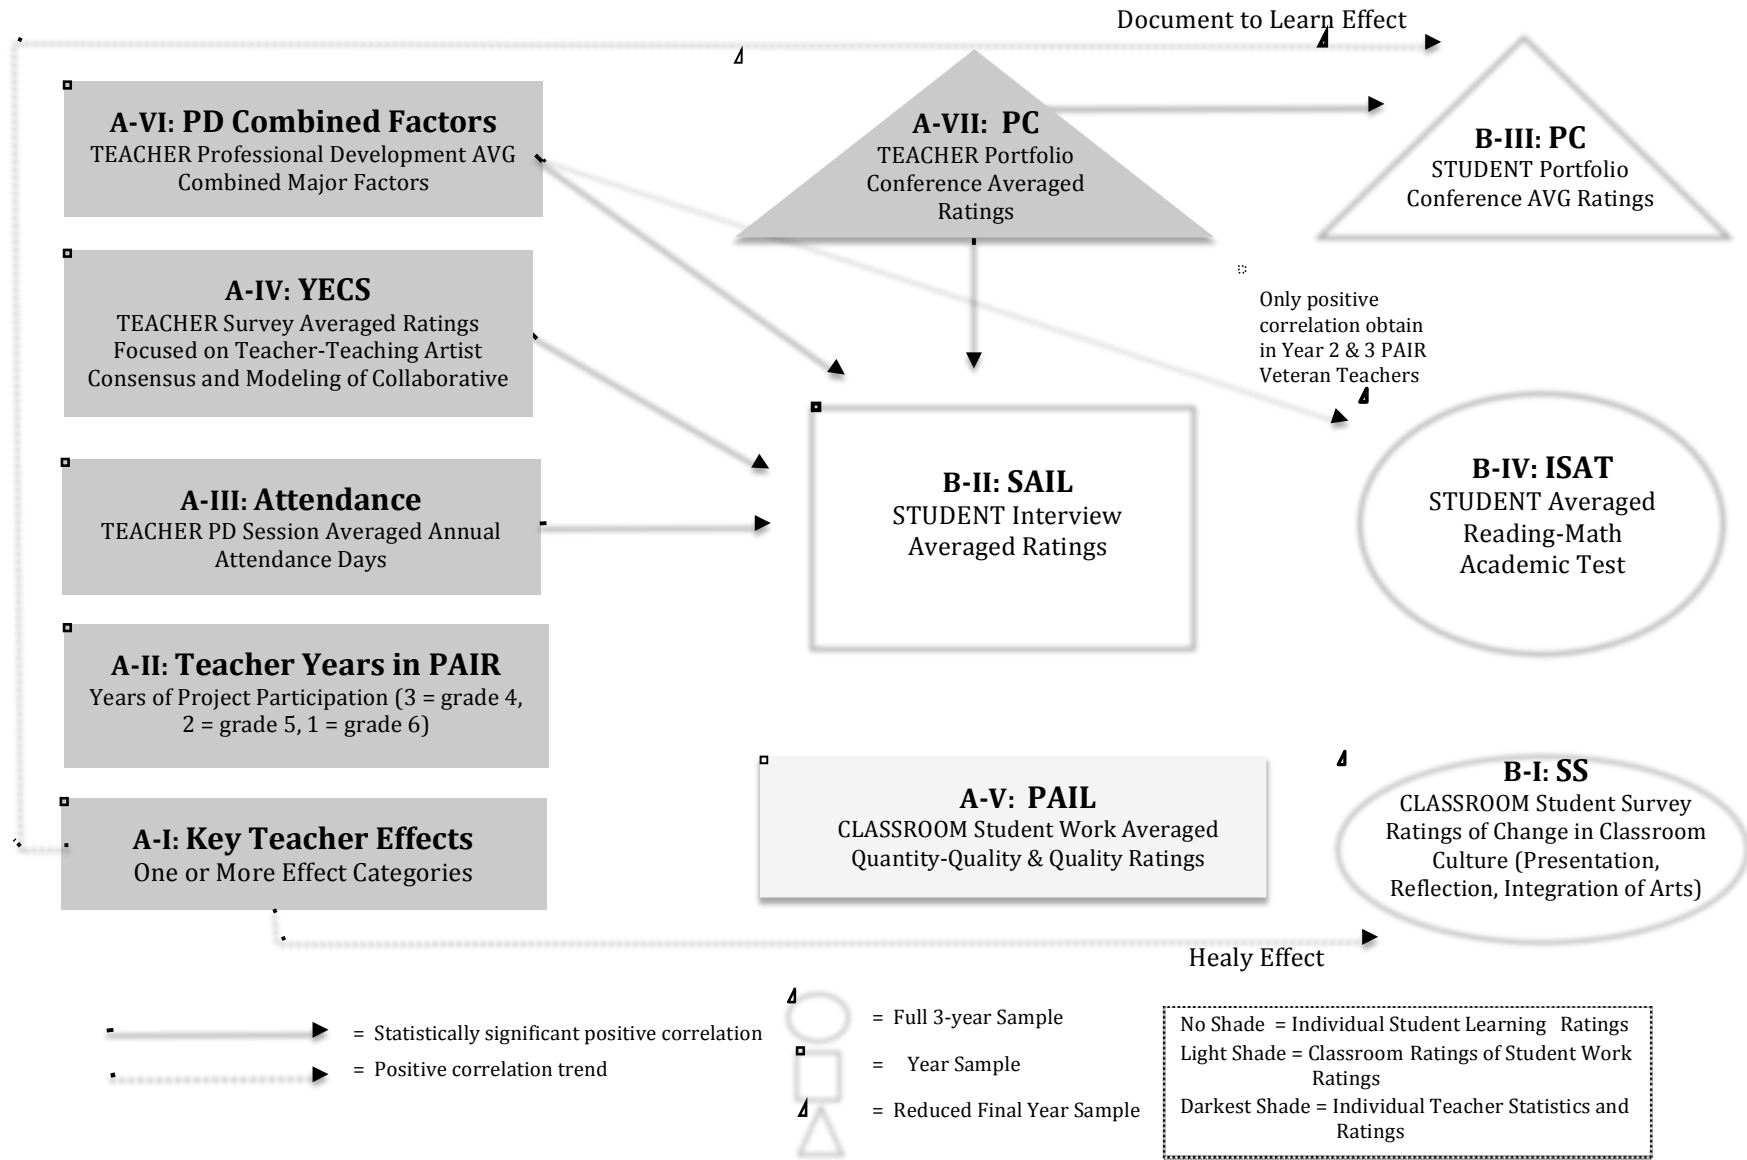 Document to Learn Effect
A-VI: PD Combined Factors
TEACHER Professional Development AVG
Combined Major Factors
A-VII: PC
TEACHER Portfolio
Conference Averaged
Ratings
B-III: PC
STUDENT Portfolio
Conference AVG Ratings
A-IV: YECS
TEACHER Survey Averaged Ratings
Focused on Teacher-Teaching Artist
Consensus and Modeling of Collaborative
Only positive
correlation obtain
in Year 2 & 3 PAIR
Veteran Teachers
A-III: Attendance
TEACHER PD Session Averaged Annual
Attendance Days
B-II: SAIL
STUDENT Interview
Averaged Ratings
B-IV: ISAT
STUDENT Averaged
Reading-Math
Academic Test
A-II: Teacher Years in PAIR
Years of Project Participation (3 = grade 4,
2 = grade 5, 1 = grade 6)
A-I: Key Teacher Effects
One or More Effect Categories
A-V: PAIL
CLASSROOM Student Work Averaged
Quantity-Quality & Quality Ratings
B-I: SS
CLASSROOM Student Survey
Ratings of Change in Classroom
Culture (Presentation,
Reflection, Integration of Arts)
Healy Effect
= Statistically significant positive correlation
= Positive correlation trend
= Full 3-year Sample
= Year Sample
= Reduced Final Year Sample
No Shade = Individual Student Learning Ratings
Light Shade = Classroom Ratings of Student Work
Ratings
Darkest Shade = Individual Teacher Statistics and
Ratings